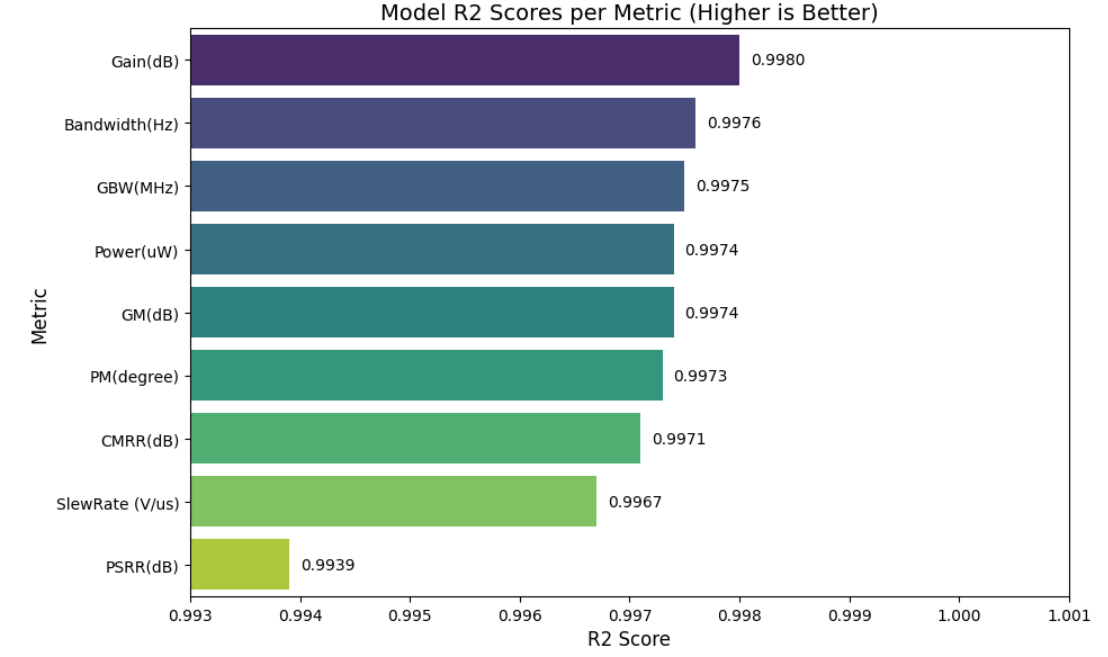 Model R2 Scores per Metric (Higher is Better)
Gain(dB) 0.9980
Bandwidth(Hz) 0.9976
GBW(MHz) 0.9975
Power(uW) 0.9974
GM(dB) 0.9974
PM(degree) 0.9973
CMRR(dB) 0.9971
SlewRate (V/us) 0.9967
PSRR(dB) 0.9939
Metric
0.993 0.994 0.995 0.996 0.997 0.998 0.999 1.000 1.001
R2 Score